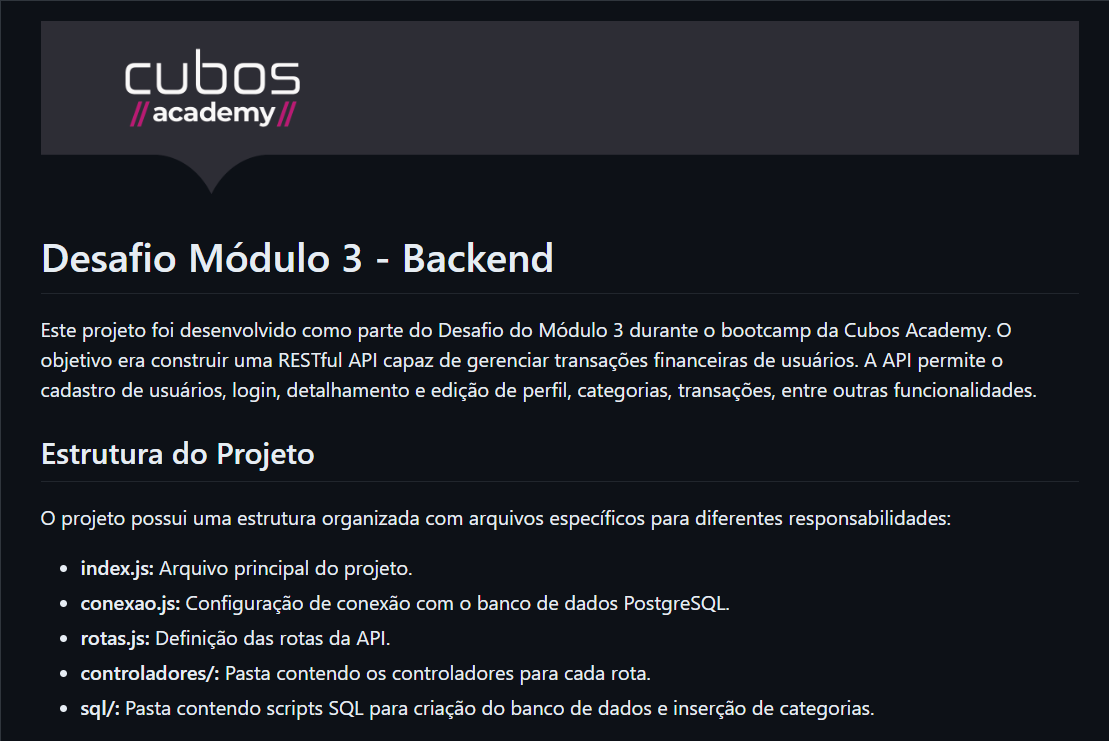 cubos
//academy//
Desafio Módulo 3 - Backend
Este projeto foi desenvolvido como parte do Desafio do Módulo 3 durante o bootcamp da Cubos Academy. O
objetivo era construir uma RESTful API capaz de gerenciar transações financeiras de usuários. A API permite o
cadastro de usuários, login, detalhamento e edição de perfil, categorias, transações, entre outras funcionalidades.
Estrutura do Projeto
O projeto possui uma estrutura organizada com arquivos específicos para diferentes responsabilidades:
• index.js: Arquivo principal do projeto.
• conexao.js: Configuração de conexão com o banco de dados PostgreSQL.
• rotas.js: Definição das rotas da API.
• controladores/: Pasta contendo os controladores para cada rota.
• sql/: Pasta contendo scripts SQL para criação do banco de dados e inserção de categorias.